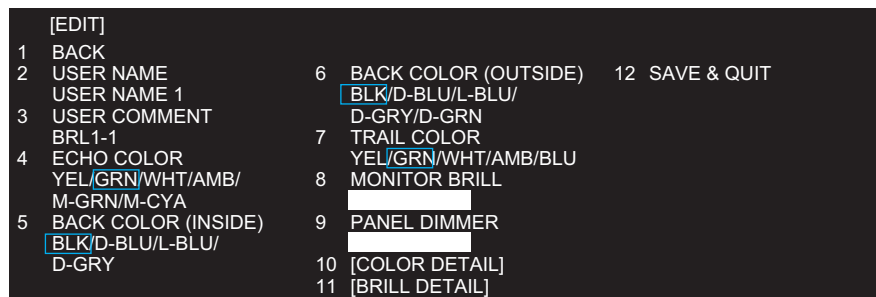 [EDIT]
1 BACK
2 USER NAME
USER NAME 1
3 USER COMMENT
BRL1-1
4 ECHO COLOR
YEL/GRN/WHT/AMB/
M-GRN/M-CYA
5 BACK COLOR (INSIDE)
BLK/D-BLU/L-BLU/
D-GRY
6 BACK COLOR (OUTSIDE)
BLK/D-BLU/L-BLU/
D-GRY/D-GRN
7 TRAIL COLOR
YEL/GRN/WHT/AMB/BLU
8 MONITOR BRILL
9 PANEL DIMMER
10 [COLOR DETAIL]
11 [BRILL DETAIL]
12 SAVE & QUIT